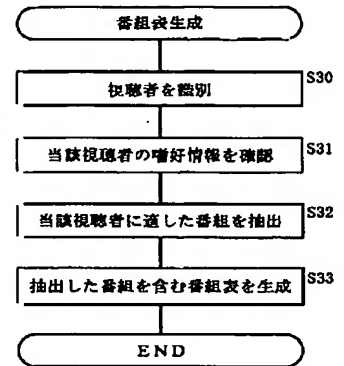 番組表生成
視聴者を識別
S30
当該視聴者の嗜好情報を確認
S31
当該視聴者に適した番組を抽出
S32
抽出した番組を含む番組表を生成
S33
END